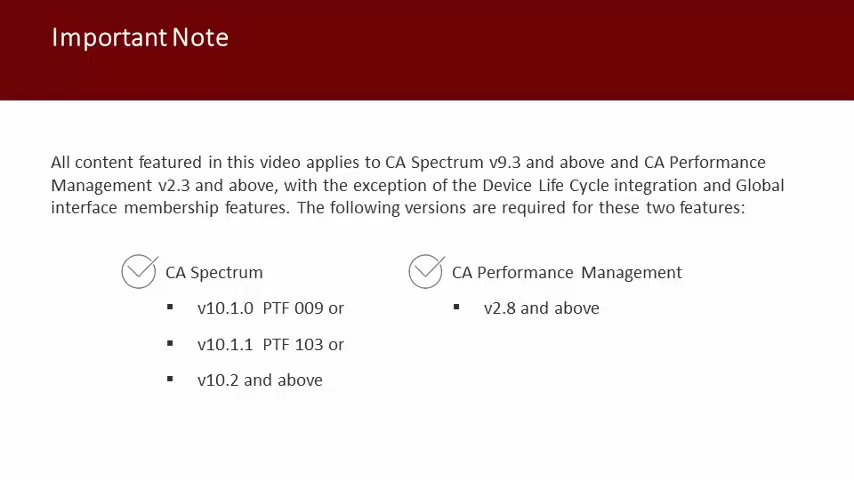 Important Note
All content featured in this video applies to CA Spectrum v9.3 and above and CA Performance
Management v2.3 and above, with the exception of the Device Life Cycle integration and Global
interface membership features. The following versions are required for these two features:
CA Spectrum
▪ v10.1.0 PTF 009 or
▪ v10.1.1 PTF 103 or
▪ v10.2 and above
CA Performance Management
▪ v2.8 and above